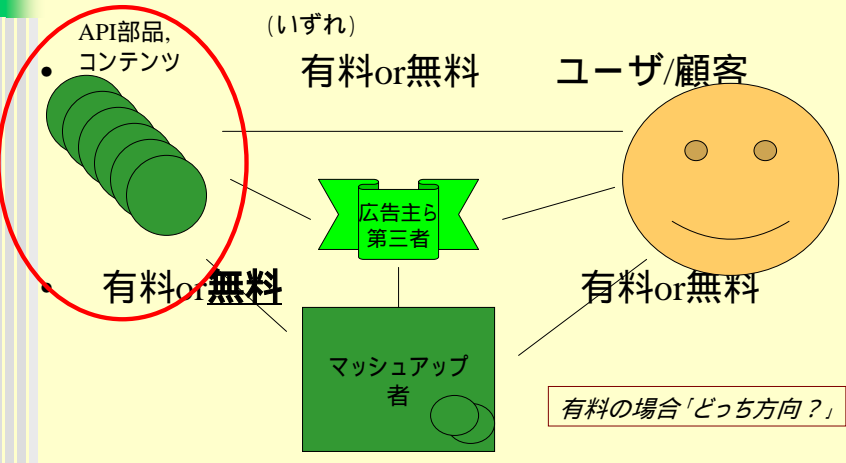 API部品,
コンテンツ
(いずれ)
有料or無料
ユーザ/顧客
広告主ら
第三者
有料or無料
有料or無料
マッシュアップ
者
有料の場合「どっち方向？」